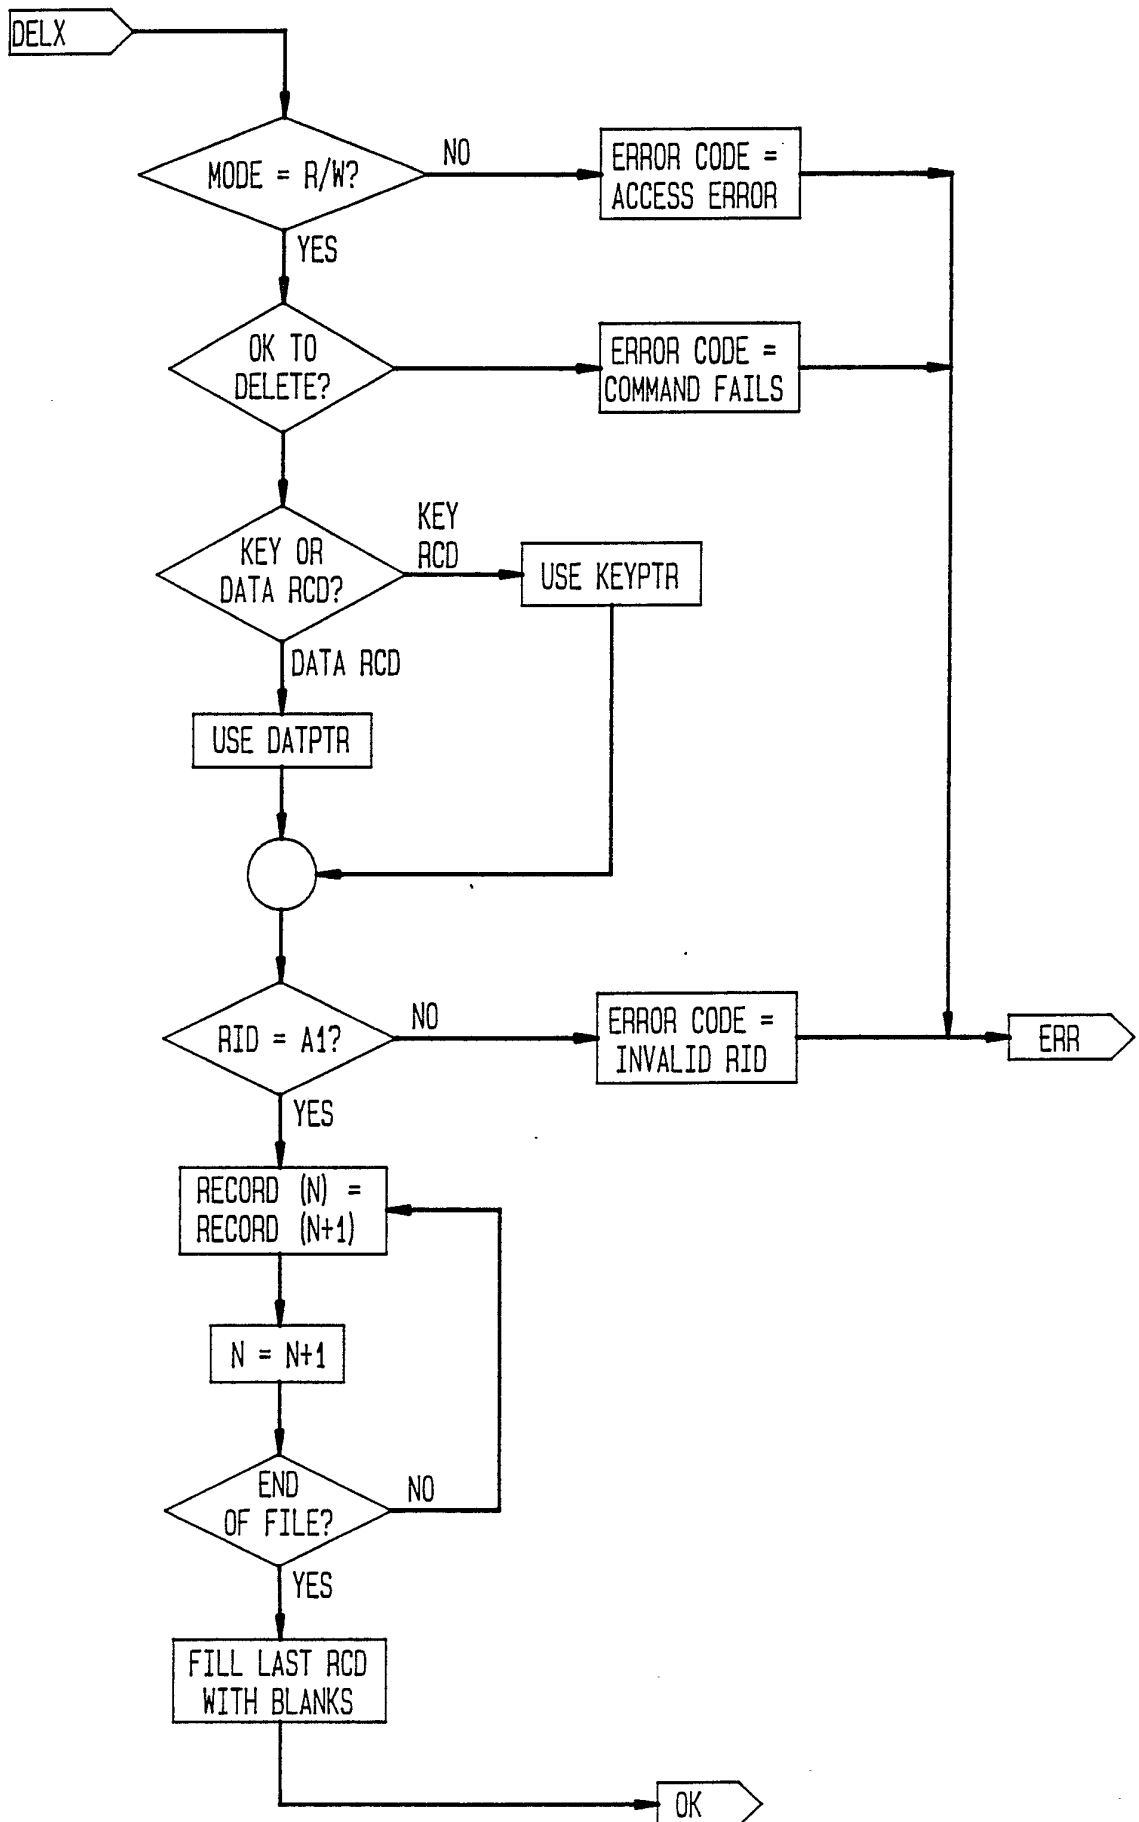 DELX
MODE = R/W?
NO
ERROR CODE =
ACCESS ERROR
YES
OK TO
DELETE?
ERROR CODE =
COMMAND FAILS
KEY OR
DATA RCD?
KEY
RCD
USE KEYPTR
DATA RCD
USE DATPTR
RID = A1?
NO
ERROR CODE =
INVALID RID
ERR
YES
RECORD (N) =
RECORD (N+1)
N = N+1
END
OF FILE?
NO
YES
FILL LAST RCD
WITH BLANKS
OK